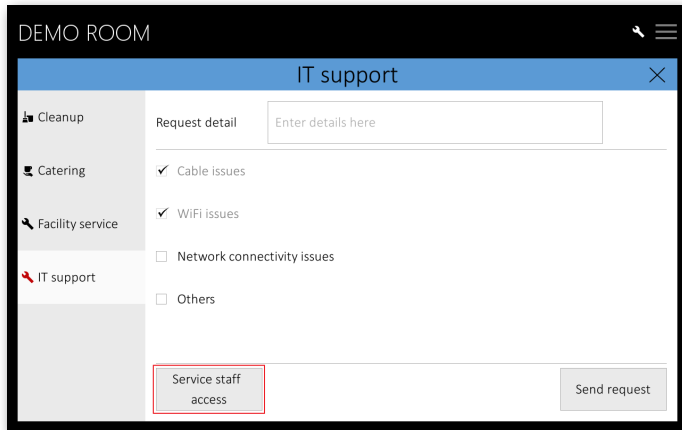 DEMO ROOM
IT support
Cleanup
Catering
Facility service
IT support
Request detail
Enter details here
Cable issues
WiFi issues
Network connectivity issues
Others
Service staff
access
Send request